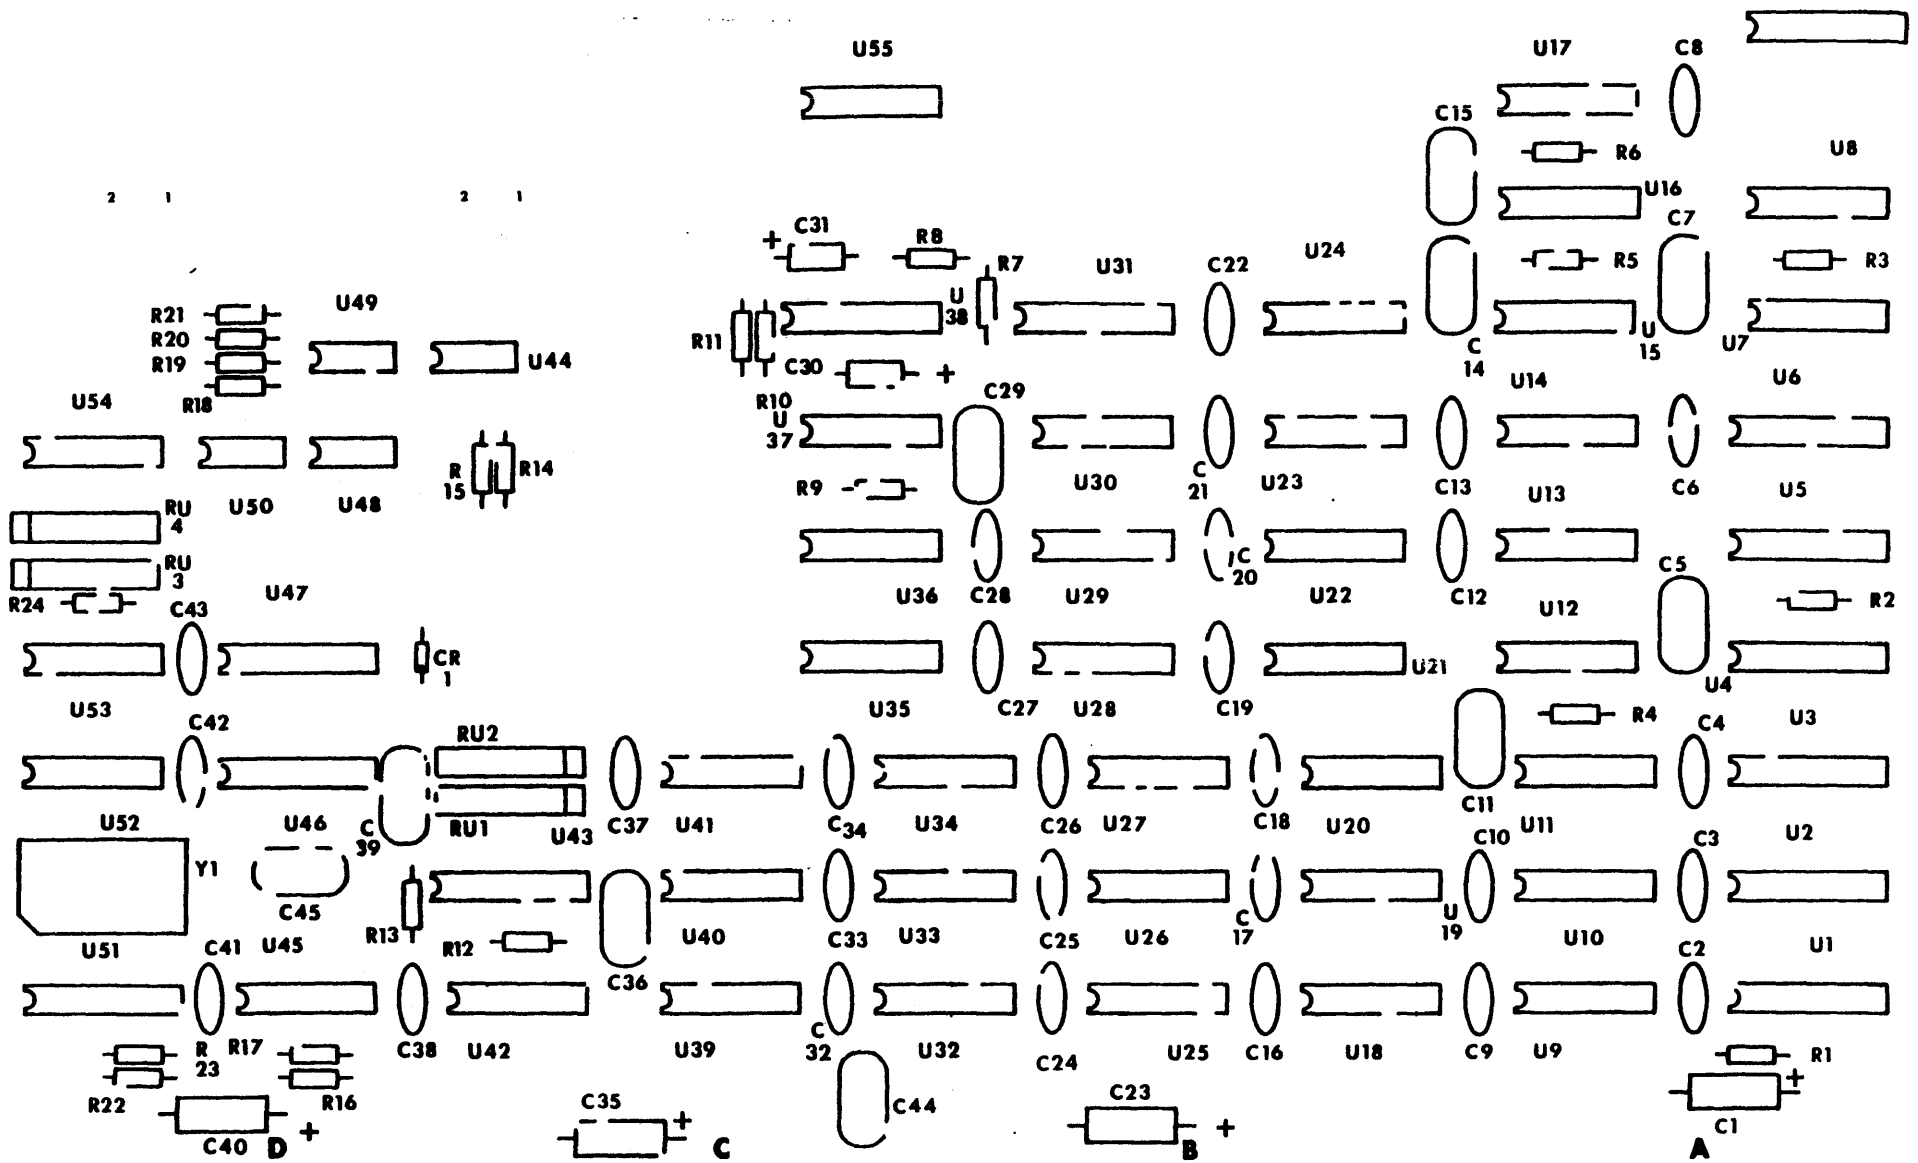 U55 U17 C8
C15
R6 U8
2 1 2 1 U16
C7
+ C31 R8 U24
R7 U31 C22 R5 R3
U49 U
38
R21
R20 R11 U
15 U7
R19 U44 C30 + C
14
R18 U14 U6
U54 R10 C29
U
37
R
15 R14 R9 U30 C
21 U23 C13 U13 C6 U5
U50 U48
RU
4
RU
3 C
20 C5
R24 C43 U47 U36 C28 U29 U22 C12 U12 R2
CR
1 U21
U4
U53 C42 U35 C27 U28 C19 R4 C4 U3
RU2
C11
U52 U46 C
39 RU1 U43 C37 U41 C34 U34 C26 U27 C18 U20 C10 U11 C3 U2
Y1
C45 U
19
R13 C
17
U51 C41 U45 R12 U40 C33 U33 C25 U26 U10 C2 U1
C36
R
23 R17 C38 U42 U39 C
32 U32 C24 U25 C16 U18 C9 U9 R1
+
R22 R16 C35 + C44 C23
C40 D + C B + C1 A